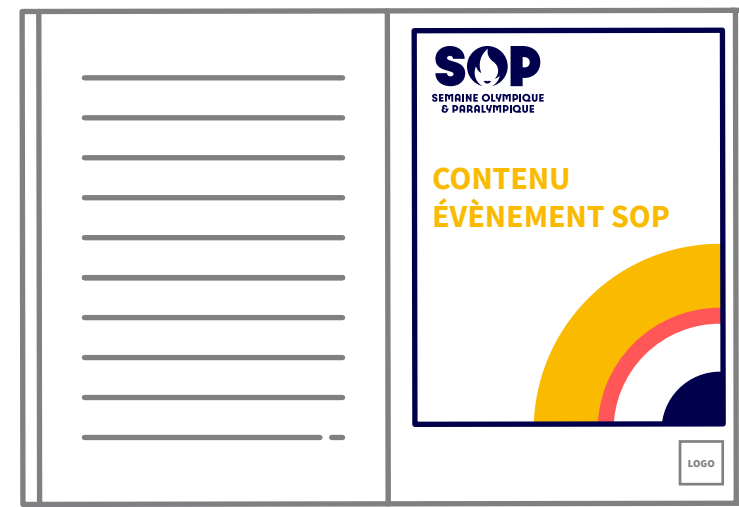 SOP
SEMAINE OLYMPIQUE
& PARALYMPIQUE
CONTENU
ÉVÈNEMENT SOP
LOGO